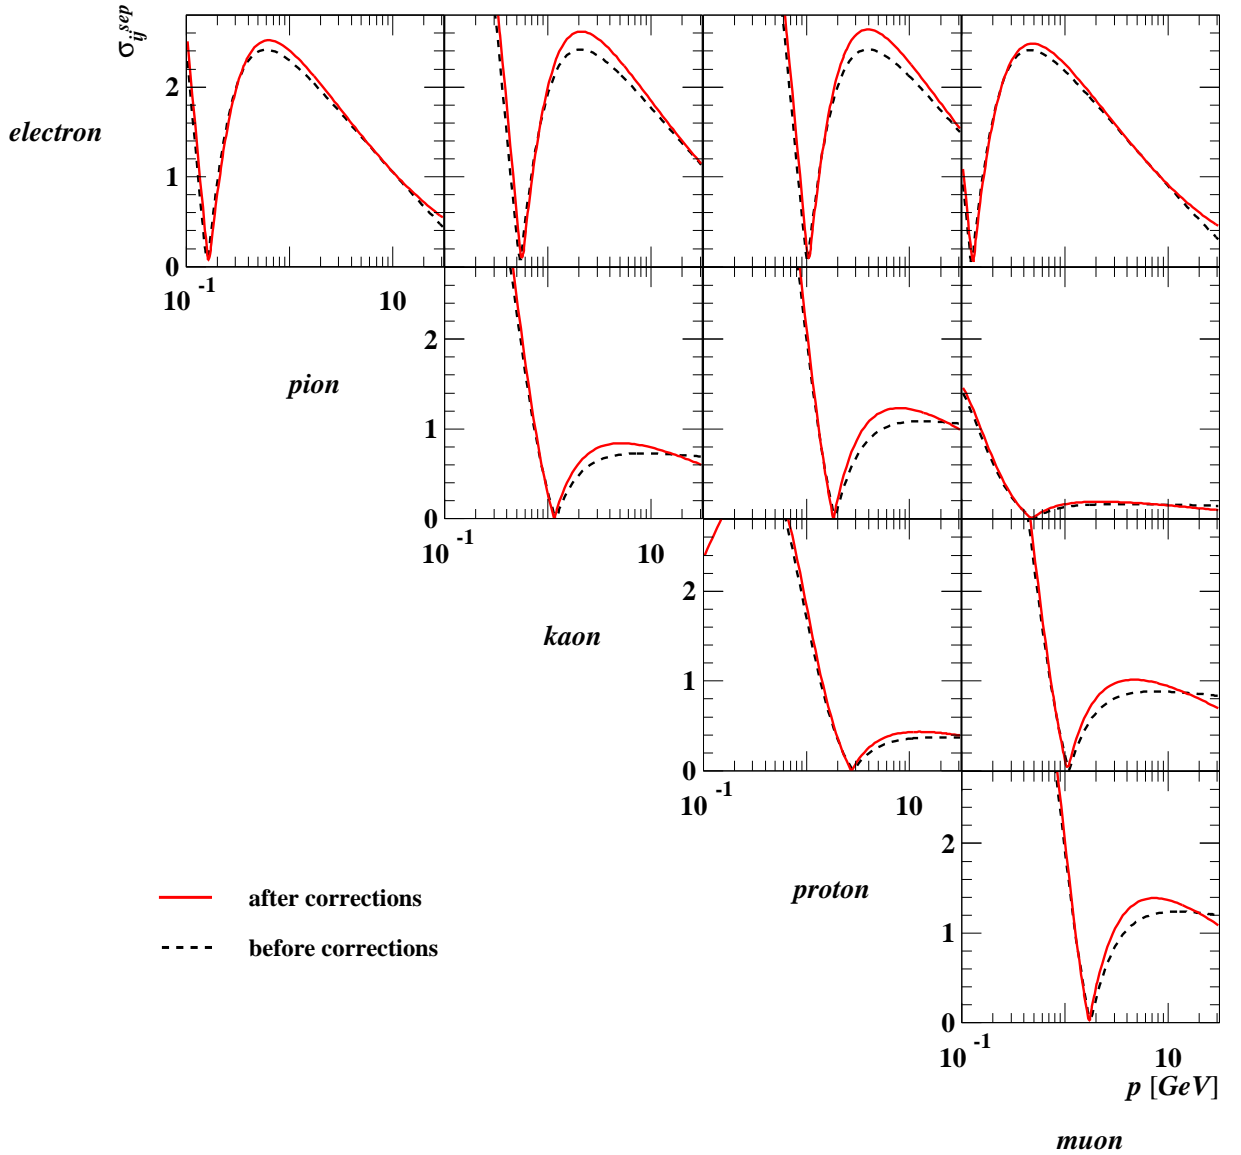 σ_ij^sep
2
1
0
electron
10^-1
10
2
1
0
pion
10^-1
10
2
1
0
kaon
10^-1
10
2
1
0
proton
after corrections
before corrections
10^-1
10
p [GeV]
muon